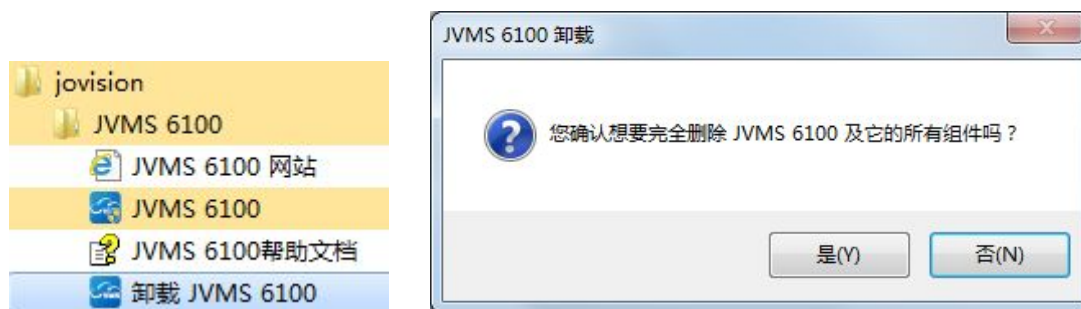 jovision
JVMS 6100
JVMS 6100 网站
JVMS 6100
JVMS 6100帮助文档
卸载 JVMS 6100
JVMS 6100 卸载
您确认想要完全删除 JVMS 6100 及它的所有组件吗？
是(Y)
否(N)